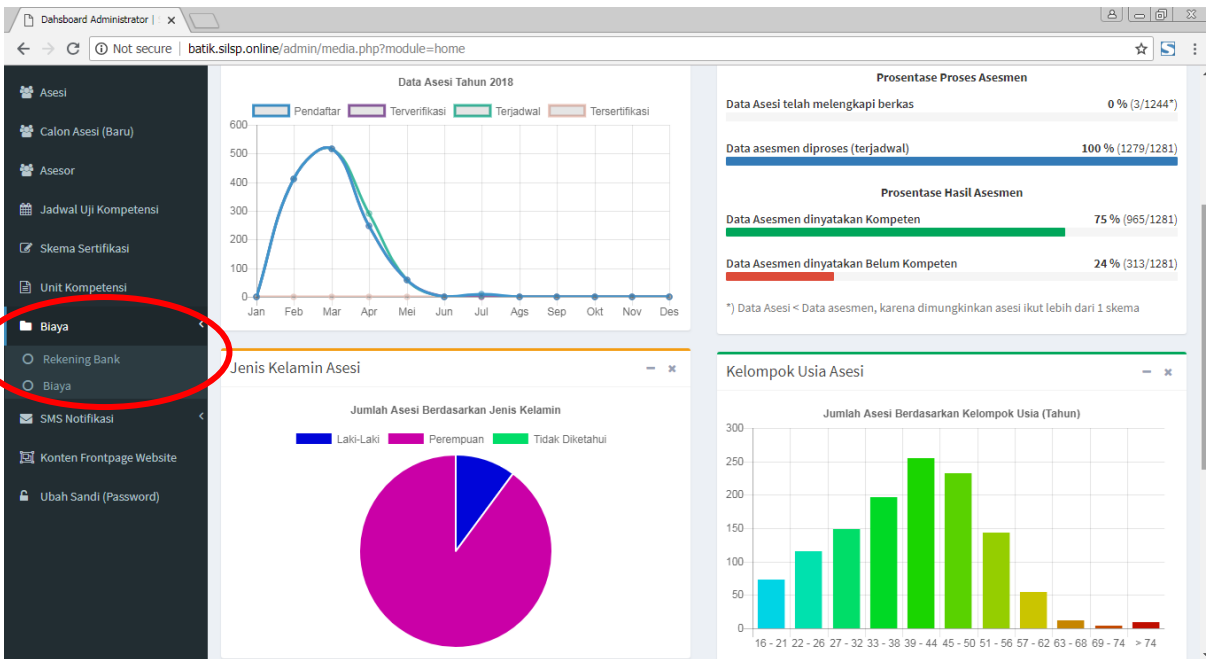 Dahsboard Administrator |
Not secure | batik.silsp.online/admin/media.php?module=home
Asesi
Calon Asesi (Baru)
Asesor
Jadwal Uji Kompetensi
Skema Sertifikasi
Unit Kompetensi
Biaya
Rekening Bank
Biaya
SMS Notifikasi
Konten Frontpage Website
Ubah Sandi (Password)
Data Asesi Tahun 2018
Pendaftar Terverifikasi Terjadwal Tersertifikasi
600
500
400
300
200
100
0
Jan Feb Mar Apr Mei Jun Jul Ags Sep Okt Nov Des
Prosentase Proses Asesmen
Data Asesi telah melengkapi berkas 0 % (3/1244*)
Data asesmen diproses (terjadwal) 100 % (1279/1281)
Prosentase Hasil Asesmen
Data Asesmen dinyatakan Kompeten 75 % (965/1281)
Data Asesmen dinyatakan Belum Kompeten 24 % (313/1281)
*) Data Asesi < Data asesmen, karena dimungkinkan asesi ikut lebih dari 1 skema
Jenis Kelamin Asesi
Jumlah Asesi Berdasarkan Jenis Kelamin
Laki-Laki Perempuan Tidak Diketahui
Kelompok Usia Asesi
Jumlah Asesi Berdasarkan Kelompok Usia (Tahun)
300
250
200
150
100
50
0
16 - 21 22 - 26 27 - 32 33 - 38 39 - 44 45 - 50 51 - 56 57 - 62 63 - 68 69 - 74 > 74